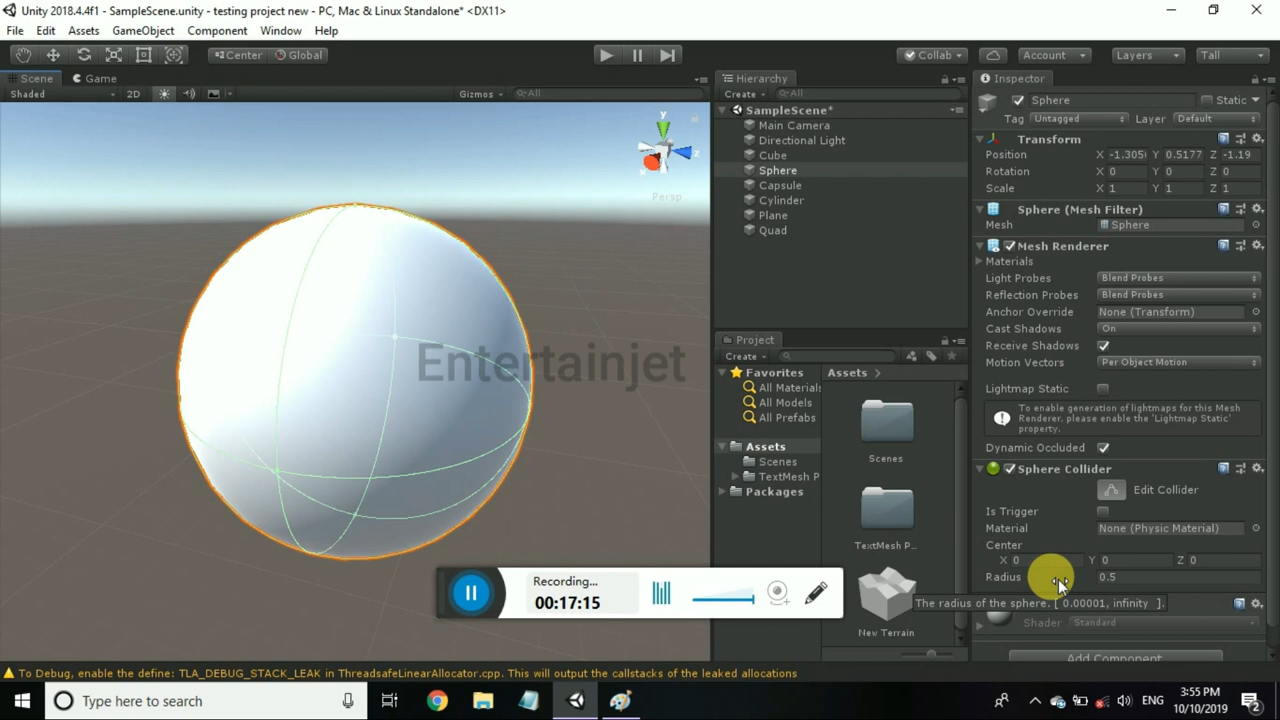 Unity 2018.4.4f1 - SampleScene.unity - testing project new - PC, Mac & Linux Standalone* <DX11>
File Edit Assets GameObject Component Window Help
Center Global Collab Account Layers Tall
Scene Game
Shaded 2D Gizmos All
y
z
x
Persp
Entertainjet
Hierarchy
Create All
SampleScene*
Main Camera
Directional Light
Cube
Sphere
Capsule
Cylinder
Plane
Quad
Project
Create
Favorites
All Materials
All Models
All Prefabs
Assets
Scenes
TextMesh P
Packages
Assets
Scenes
TextMesh P...
New Terrain
Inspector
Sphere Static
Tag Untagged Layer Default
Transform
Position X -1.305 Y 0.5177 Z -1.19
Rotation X 0 Y 0 Z 0
Scale X 1 Y 1 Z 1
Sphere (Mesh Filter)
Mesh Sphere
Mesh Renderer
Materials
Light Probes Blend Probes
Reflection Probes Blend Probes
Anchor Override None (Transform)
Cast Shadows On
Receive Shadows
Motion Vectors Per Object Motion
Lightmap Static
To enable generation of lightmaps for this Mesh
Renderer, please enable the 'Lightmap Static'
property.
Dynamic Occluded
Sphere Collider
Edit Collider
Is Trigger
Material None (Physic Material)
Center
X 0 Y 0 Z 0
Radius 0.5
The radius of the sphere. [ 0.00001, infinity ].
Shader Standard
Add Component
Recording...
00:17:15
To Debug, enable the define: TLA_DEBUG_STACK_LEAK in ThreadsafeLinearAllocator.cpp. This will output the callstacks of the leaked allocations
Type here to search
ENG
3:55 PM
10/10/2019
2